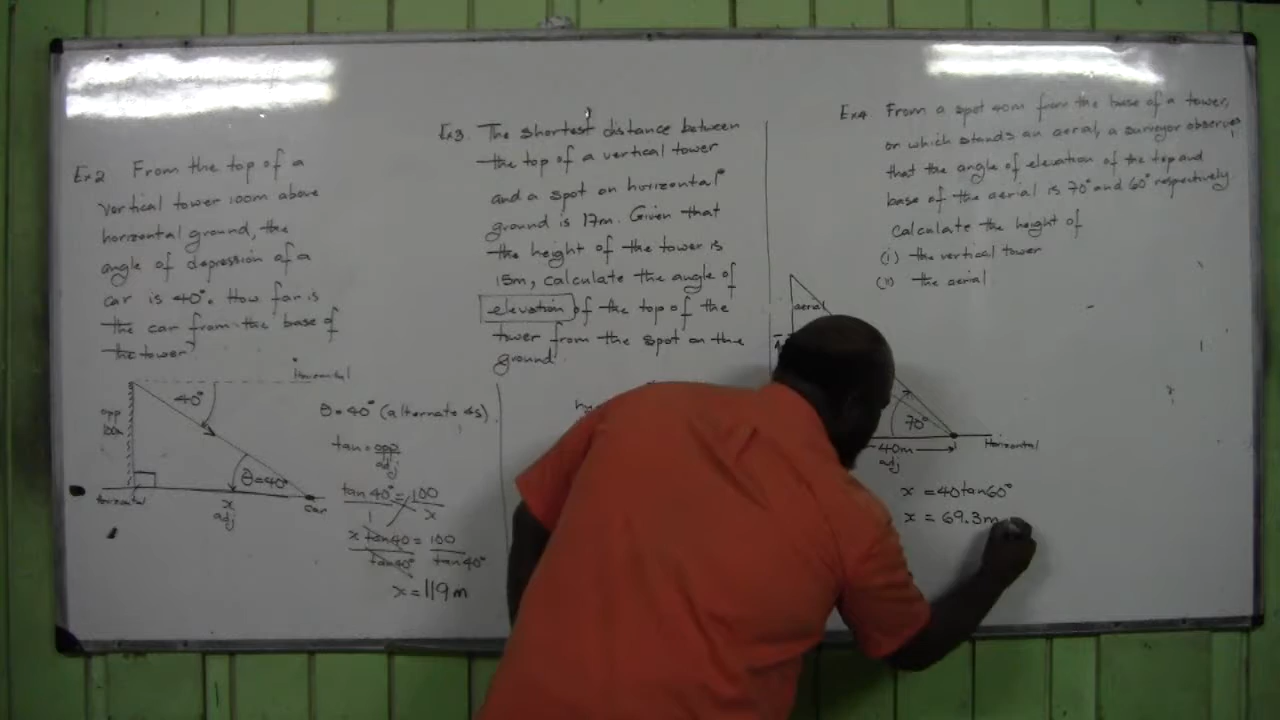 Ex2 From the top of a
vertical tower 100m above
horizontal ground, the
angle of depression of a
car is 40°. How far is
the car from the base of
the tower?
Horizontal
40°
opp
100
θ=40°
Horizontal
x
adj
car
θ = 40° (alternate ∠s)
tan = opp
adj
tan 40° = 100
1 x
x tan40 = 100
tan40° tan40°
x = 119m
Ex3 The shortest distance between
the top of a vertical tower
and a spot on horizontal
ground is 17m. Given that
the height of the tower is
15m, calculate the angle of
elevation of the top of the
tower from the spot on the
ground.
Ex4 From a spot 40m from the base of a tower,
on which stands an aerial, a surveyor observes
that the angle of elevation of the top and
base of the aerial is 70° and 60° respectively
Calculate the height of
(i) the vertical tower
(ii) the aerial
aerial
70°
40m
adj
Horizontal
x = 40tan60°
x = 69.3m